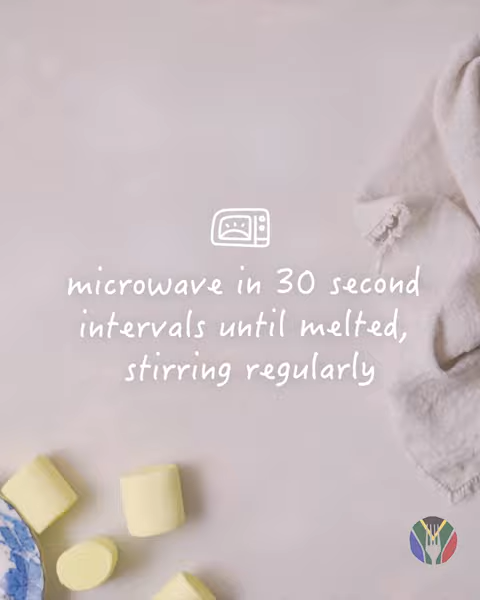 microwave in 30 second
intervals until melted,
stirring regularly